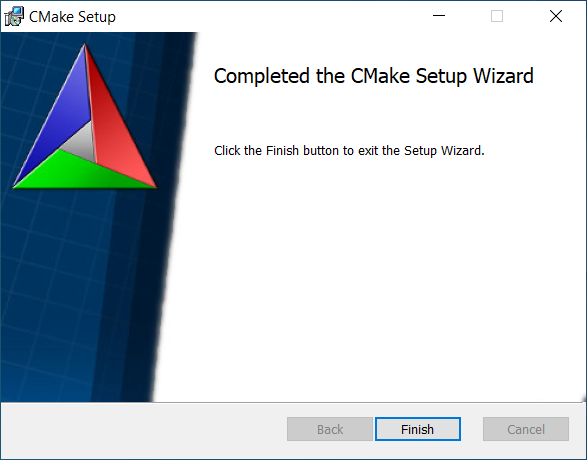 CMake Setup
Completed the CMake Setup Wizard
Click the Finish button to exit the Setup Wizard.
Back
Finish
Cancel